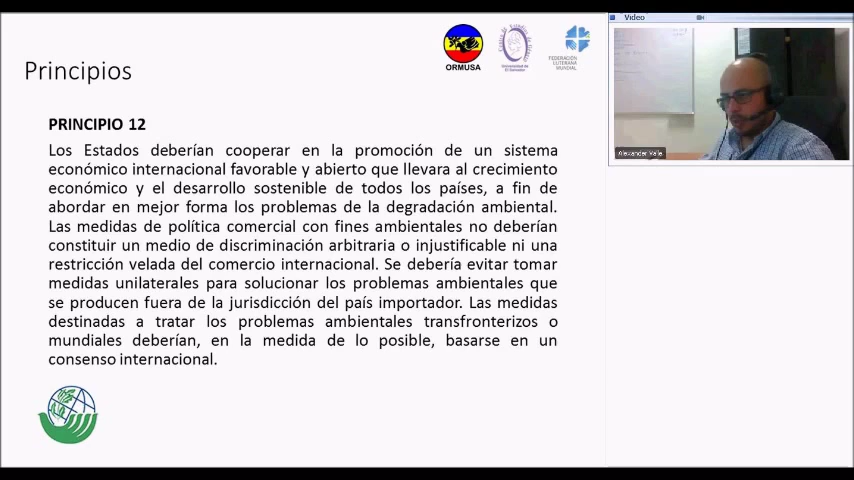 Principios
ORMUSA
Universidad de
El Salvador
FEDERACIÓN
LUTERANA
MUNDIAL
Video
Alexander Valle
PRINCIPIO 12
Los Estados deberían cooperar en la promoción de un sistema
económico internacional favorable y abierto que llevara al crecimiento
económico y el desarrollo sostenible de todos los países, a fin de
abordar en mejor forma los problemas de la degradación ambiental.
Las medidas de política comercial con fines ambientales no deberían
constituir un medio de discriminación arbitraria o injustificable ni una
restricción velada del comercio internacional. Se debería evitar tomar
medidas unilaterales para solucionar los problemas ambientales que
se producen fuera de la jurisdicción del país importador. Las medidas
destinadas a tratar los problemas ambientales transfronterizos o
mundiales deberían, en la medida de lo posible, basarse en un
consenso internacional.